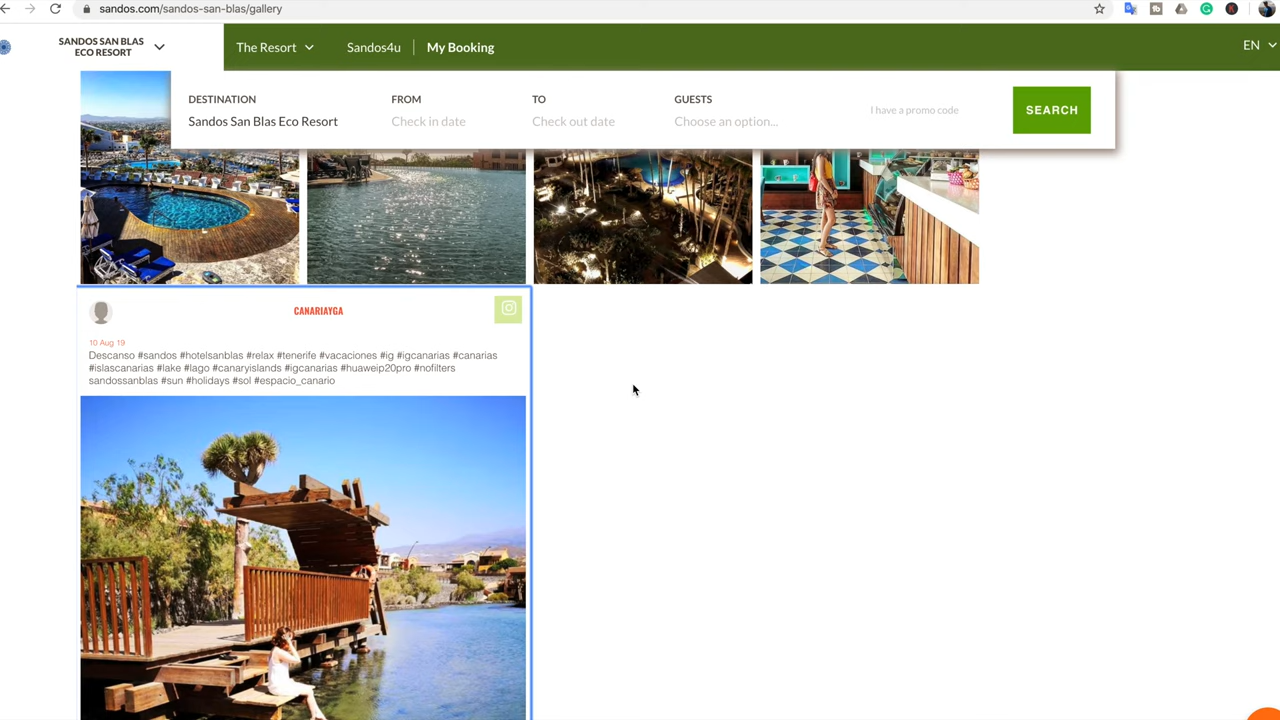 sandos.com/sandos-san-blas/gallery
SANDOS SAN BLAS
ECO RESORT
The Resort
Sandos4u
My Booking
EN
DESTINATION
FROM
TO
GUESTS
Sandos San Blas Eco Resort
Check in date
Check out date
Choose an option...
I have a promo code
SEARCH
CANARIAYGA
10 Aug 19
Descanso #sandos #hotelsanblas #relax #tenerife #vacaciones #ig #igcanarias #canarias
#islascanarias #lake #lago #canaryislands #igcanarias #huaweip20pro #nofilters
sandossanblas #sun #holidays #sol #espacio_canario